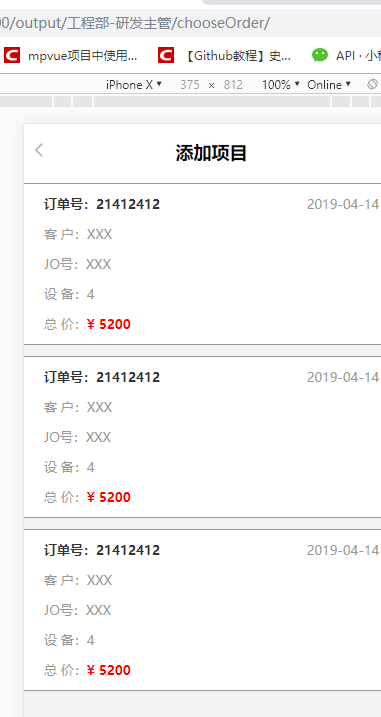 00/output/工程部-研发主管/chooseOrder/
mpvue项目中使用... 【Github教程】史... API · 小程
iPhone X ▼ 375 × 812 100% ▼ Online ▼
添加项目
订单号：21412412 2019-04-14
客 户：XXX
JO号：XXX
设 备：4
总 价：¥ 5200
订单号：21412412 2019-04-14
客 户：XXX
JO号：XXX
设 备：4
总 价：¥ 5200
订单号：21412412 2019-04-14
客 户：XXX
JO号：XXX
设 备：4
总 价：¥ 5200